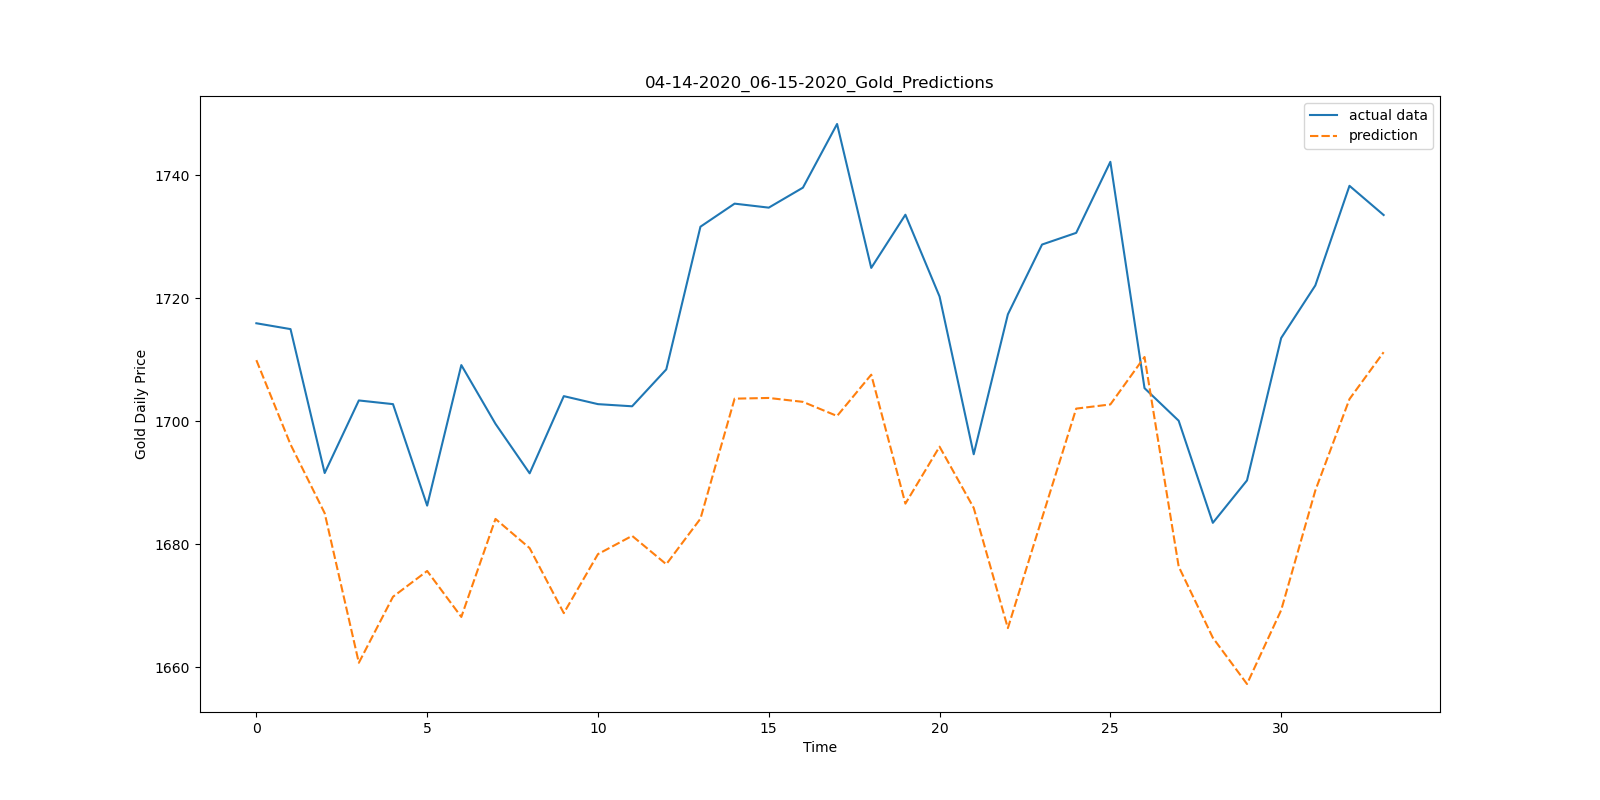 04-14-2020_06-15-2020_Gold_Predictions
actual data
prediction
Gold Daily Price
1740
1720
1700
1680
1660
0 5 10 15 20 25 30
Time